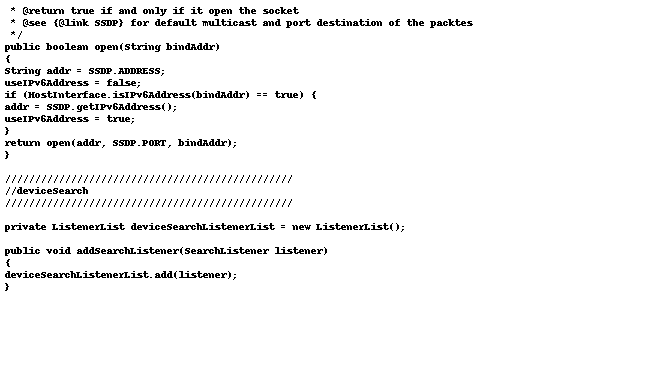 * @return true if and only if it open the socket
 * @see {@link SSDP} for default multicast and port destination of the packtes
 */
public boolean open(String bindAddr)
{
String addr = SSDP.ADDRESS;
useIPv6Address = false;
if (HostInterface.isIPv6Address(bindAddr) == true) {
addr = SSDP.getIPv6Address();
useIPv6Address = true;
}
return open(addr, SSDP.PORT, bindAddr);
}

////////////////////////////////////////////////
//deviceSearch
////////////////////////////////////////////////

private ListenerList deviceSearchListenerList = new ListenerList();

public void addSearchListener(SearchListener listener)
{
deviceSearchListenerList.add(listener);
}